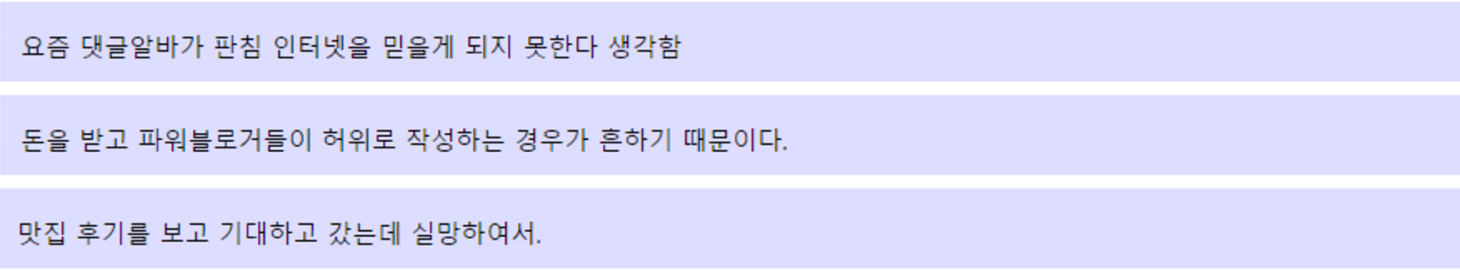 요즘 댓글알바가 판침 인터넷을 믿을게 되지 못한다 생각함
돈을 받고 파워블로거들이 허위로 작성하는 경우가 흔하기 때문이다.
맛집 후기를 보고 기대하고 갔는데 실망하여서.